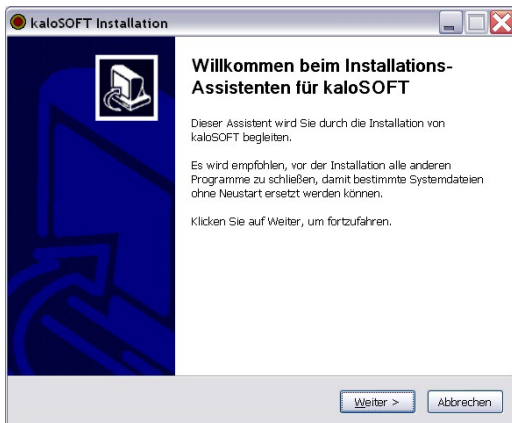 kaloSOFT Installation
Willkommen beim Installations-
Assistenten für kaloSOFT
Dieser Assistent wird Sie durch die Installation von
kaloSOFT begleiten.
Es wird empfohlen, vor der Installation alle anderen
Programme zu schließen, damit bestimmte Systemdateien
ohne Neustart ersetzt werden können.
Klicken Sie auf Weiter, um fortzufahren.
Weiter >
Abbrechen